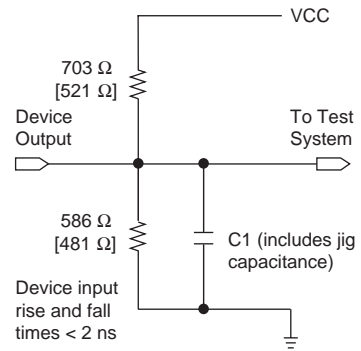 VCC
703 Ω
[521 Ω]
Device
Output
To Test
System
586 Ω
[481 Ω]
C1 (includes jig
capacitance)
Device input
rise and fall
times < 2 ns